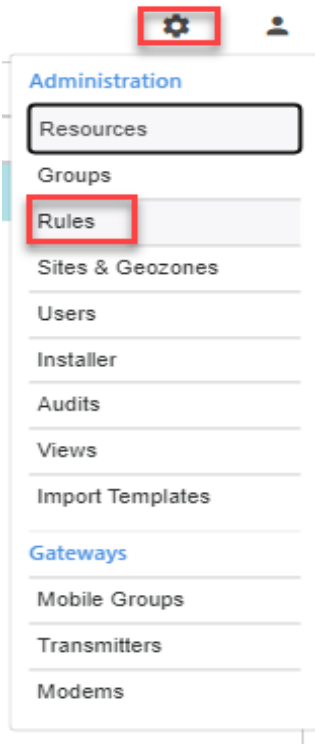 Administration
Resources
Groups
Rules
Sites & Geozones
Users
Installer
Audits
Views
Import Templates
Gateways
Mobile Groups
Transmitters
Modems